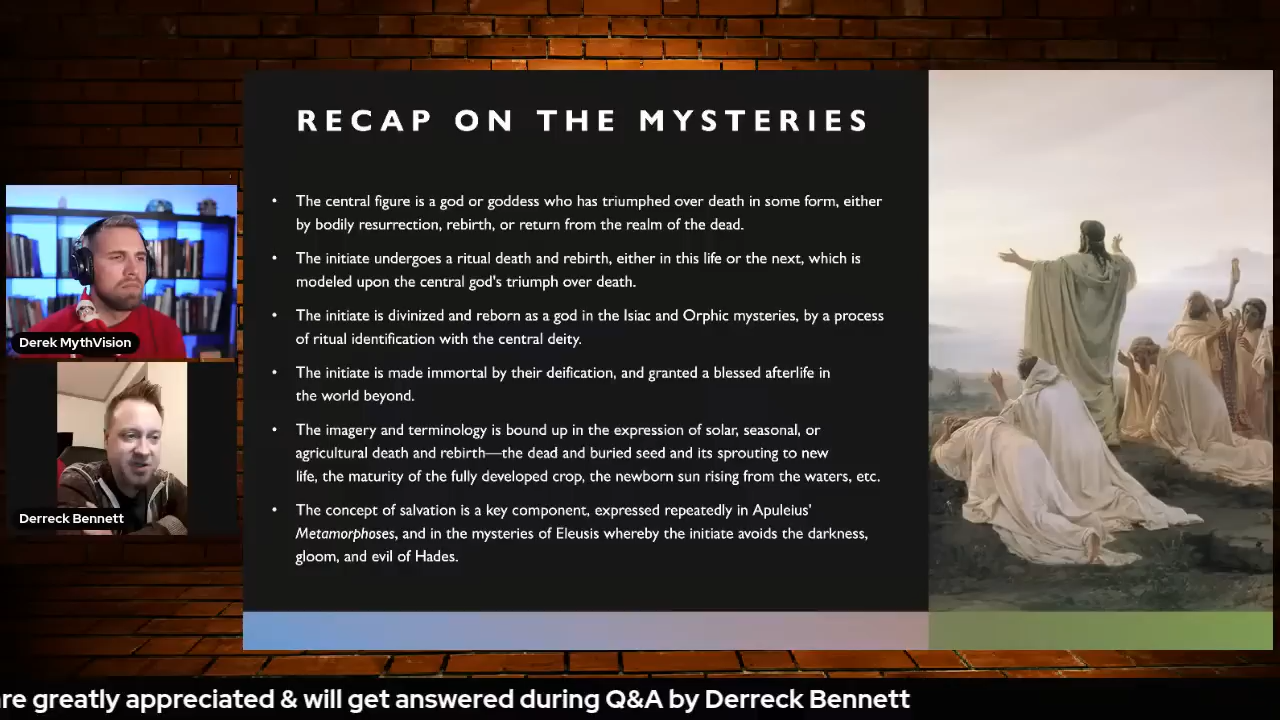 RECAP ON THE MYSTERIES
• The central figure is a god or goddess who has triumphed over death in some form, either
by bodily resurrection, rebirth, or return from the realm of the dead.
• The initiate undergoes a ritual death and rebirth, either in this life or the next, which is
modeled upon the central god's triumph over death.
• The initiate is divinized and reborn as a god in the Isiac and Orphic mysteries, by a process
of ritual identification with the central deity.
• The initiate is made immortal by their deification, and granted a blessed afterlife in
the world beyond.
• The imagery and terminology is bound up in the expression of solar, seasonal, or
agricultural death and rebirth—the dead and buried seed and its sprouting to new
life, the maturity of the fully developed crop, the newborn sun rising from the waters, etc.
• The concept of salvation is a key component, expressed repeatedly in Apuleius'
Metamorphoses, and in the mysteries of Eleusis whereby the initiate avoids the darkness,
gloom, and evil of Hades.
Derek MythVision
Derreck Bennett
re greatly appreciated & will get answered during Q&A by Derreck Bennett